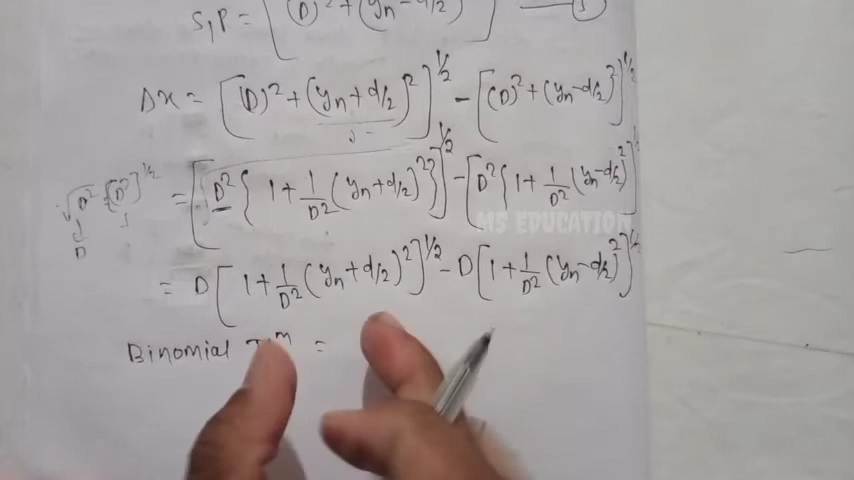 S₁P = [(D)² + (yₙ - d/2)²] — ①
Δx = [(D)² + (yₙ + d/2)²]^1/2 - [(D)² + (yₙ - d/2)²]^1/2
√D² = [D²]^1/2
D
= [D² { 1 + 1/D² (yₙ + d/2)² }]^1/2 - [D² { 1 + 1/D² (yₙ - d/2)² ]^1/2
MS EDUCATION
= D [ 1 + 1/D² (yₙ + d/2)² ]^1/2 - D [ 1 + 1/D² (yₙ - d/2)² ]^1/2
Binomial =